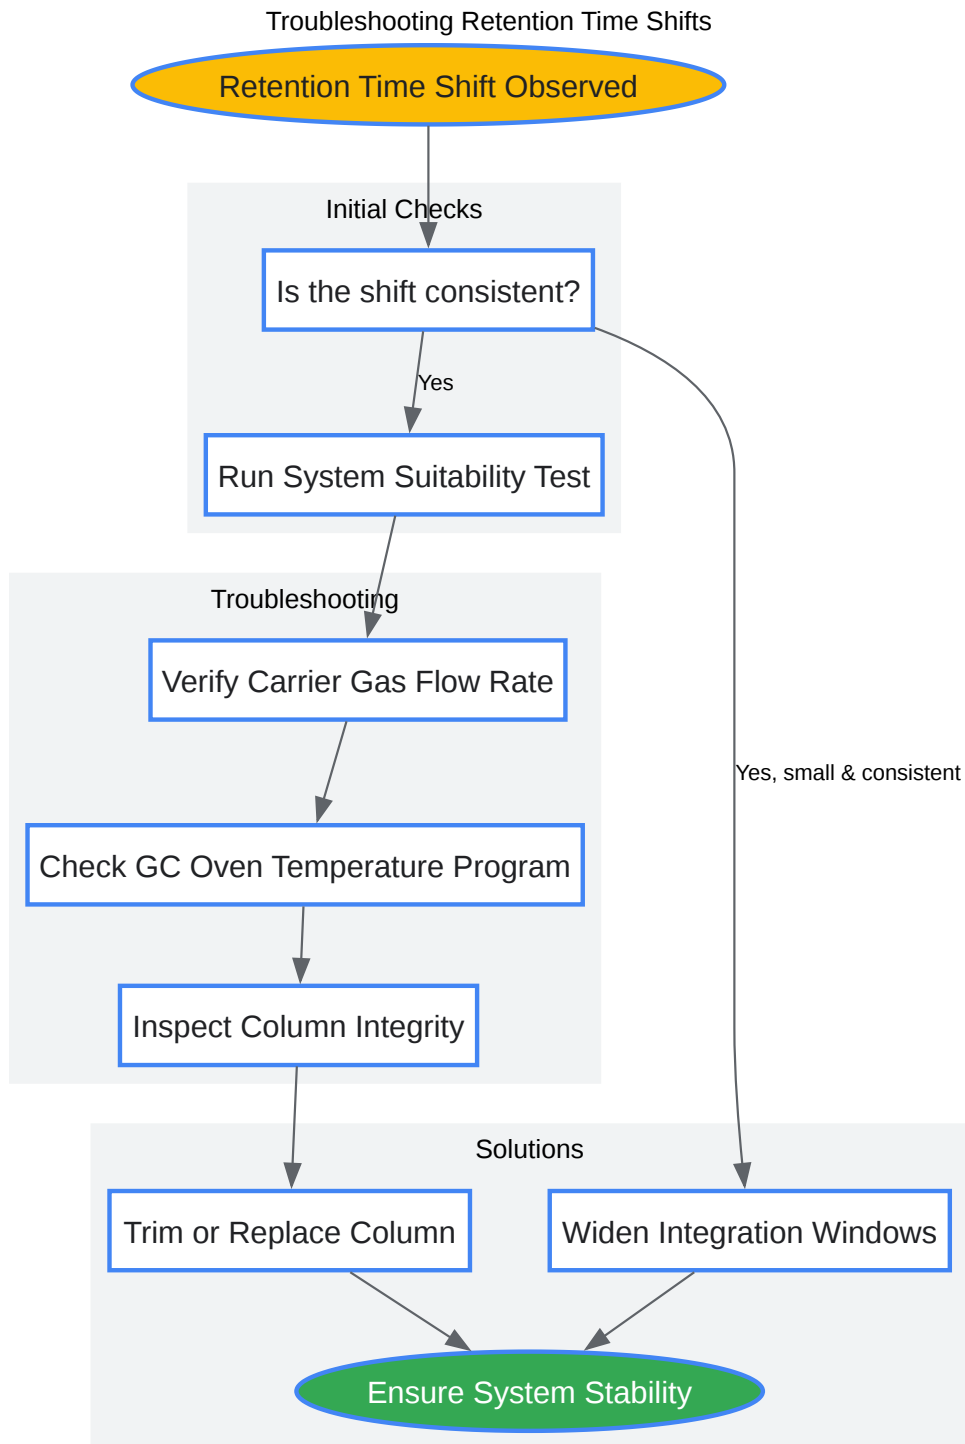 Troubleshooting Retention Time Shifts
Retention Time Shift Observed
Initial Checks
Is the shift consistent?
Yes
Run System Suitability Test
Troubleshooting
Verify Carrier Gas Flow Rate
Yes, small & consistent
Check GC Oven Temperature Program
Inspect Column Integrity
Solutions
Trim or Replace Column
Widen Integration Windows
Ensure System Stability